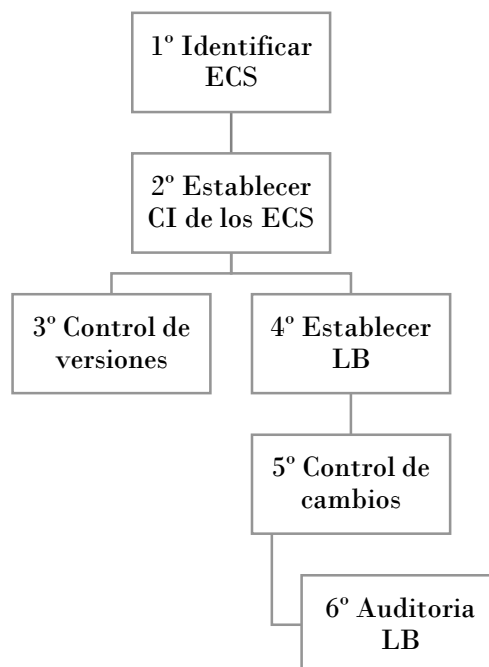 1º Identificar
ECS
2º Establecer
CI de los ECS
3º Control de
versiones
4º Establecer
LB
5º Control de
cambios
6º Auditoria
LB